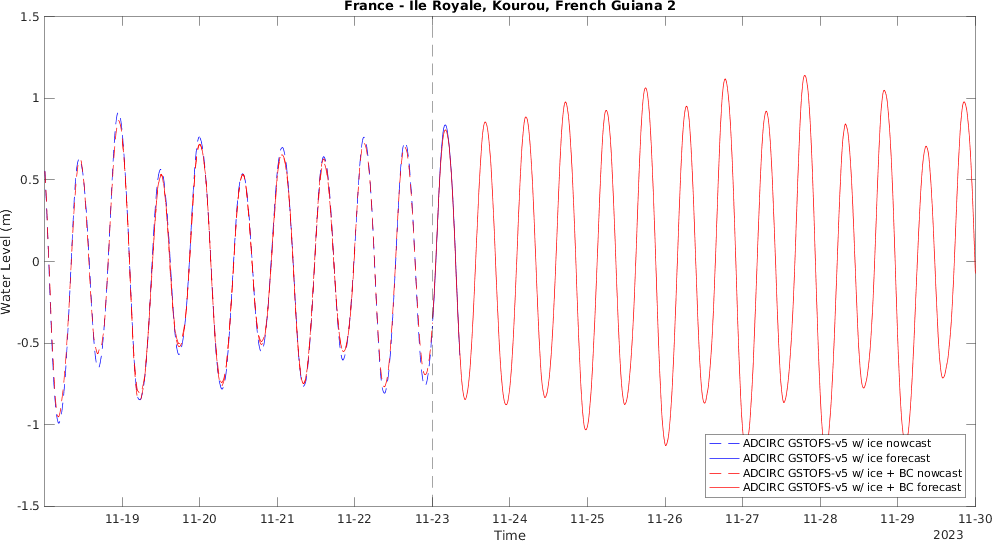 France - Ile Royale, Kourou, French Guiana 2
1.5
1
0.5
0
-0.5
-1
-1.5
Water Level (m)
ADCIRC GSTOFS-v5 w/ ice nowcast
ADCIRC GSTOFS-v5 w/ ice forecast
ADCIRC GSTOFS-v5 w/ ice + BC nowcast
ADCIRC GSTOFS-v5 w/ ice + BC forecast
11-19 11-20 11-21 11-22 11-23 11-24 11-25 11-26 11-27 11-28 11-29 11-30
Time
2023